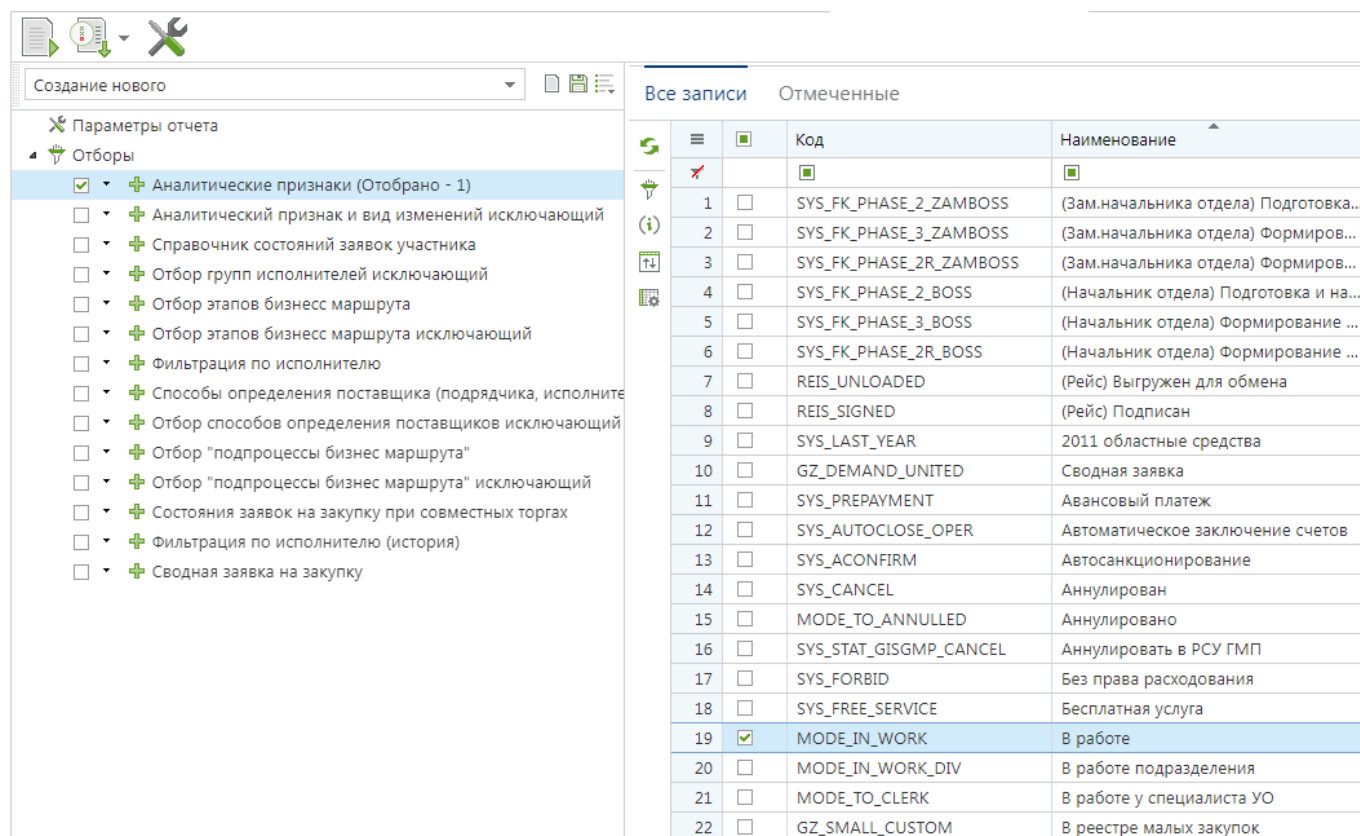 Создание нового
Параметры отчета
Отборы
Аналитические признаки (Отобрано - 1)
Аналитический признак и вид изменений исключающий
Справочник состояний заявок участника
Отбор групп исполнителей исключающий
Отбор этапов бизнесс маршрута
Отбор этапов бизнесс маршрута исключающий
Фильтрация по исполнителю
Способы определения поставщика (подрядчика, исполните
Отбор способов определения поставщиков исключающий
Отбор "подпроцессы бизнес маршрута"
Отбор "подпроцессы бизнес маршрута" исключающий
Состояния заявок на закупку при совместных торгах
Фильтрация по исполнителю (история)
Сводная заявка на закупку
Все записи Отмеченные
Код Наименование
1 SYS_FK_PHASE_2_ZAMBOSS (Зам.начальника отдела) Подготовка...
2 SYS_FK_PHASE_3_ZAMBOSS (Зам.начальника отдела) Формиров...
3 SYS_FK_PHASE_2R_ZAMBOSS (Зам.начальника отдела) Формиров...
4 SYS_FK_PHASE_2_BOSS (Начальник отдела) Подготовка и на...
5 SYS_FK_PHASE_3_BOSS (Начальник отдела) Формирование ...
6 SYS_FK_PHASE_2R_BOSS (Начальник отдела) Формирование ...
7 REIS_UNLOADED (Рейс) Выгружен для обмена
8 REIS_SIGNED (Рейс) Подписан
9 SYS_LAST_YEAR 2011 областные средства
10 GZ_DEMAND_UNITED Сводная заявка
11 SYS_PREPAYMENT Авансовый платеж
12 SYS_AUTOCLOSE_OPER Автоматическое заключение счетов
13 SYS_ACONFIRM Автосанкционирование
14 SYS_CANCEL Аннулирован
15 MODE_TO_ANNULLED Аннулировано
16 SYS_STAT_GISGMP_CANCEL Аннулировать в РСУ ГМП
17 SYS_FORBID Без права расходования
18 SYS_FREE_SERVICE Бесплатная услуга
19 MODE_IN_WORK В работе
20 MODE_IN_WORK_DIV В работе подразделения
21 MODE_TO_CLERK В работе у специалиста УО
22 GZ_SMALL_CUSTOM В реестре малых закупок